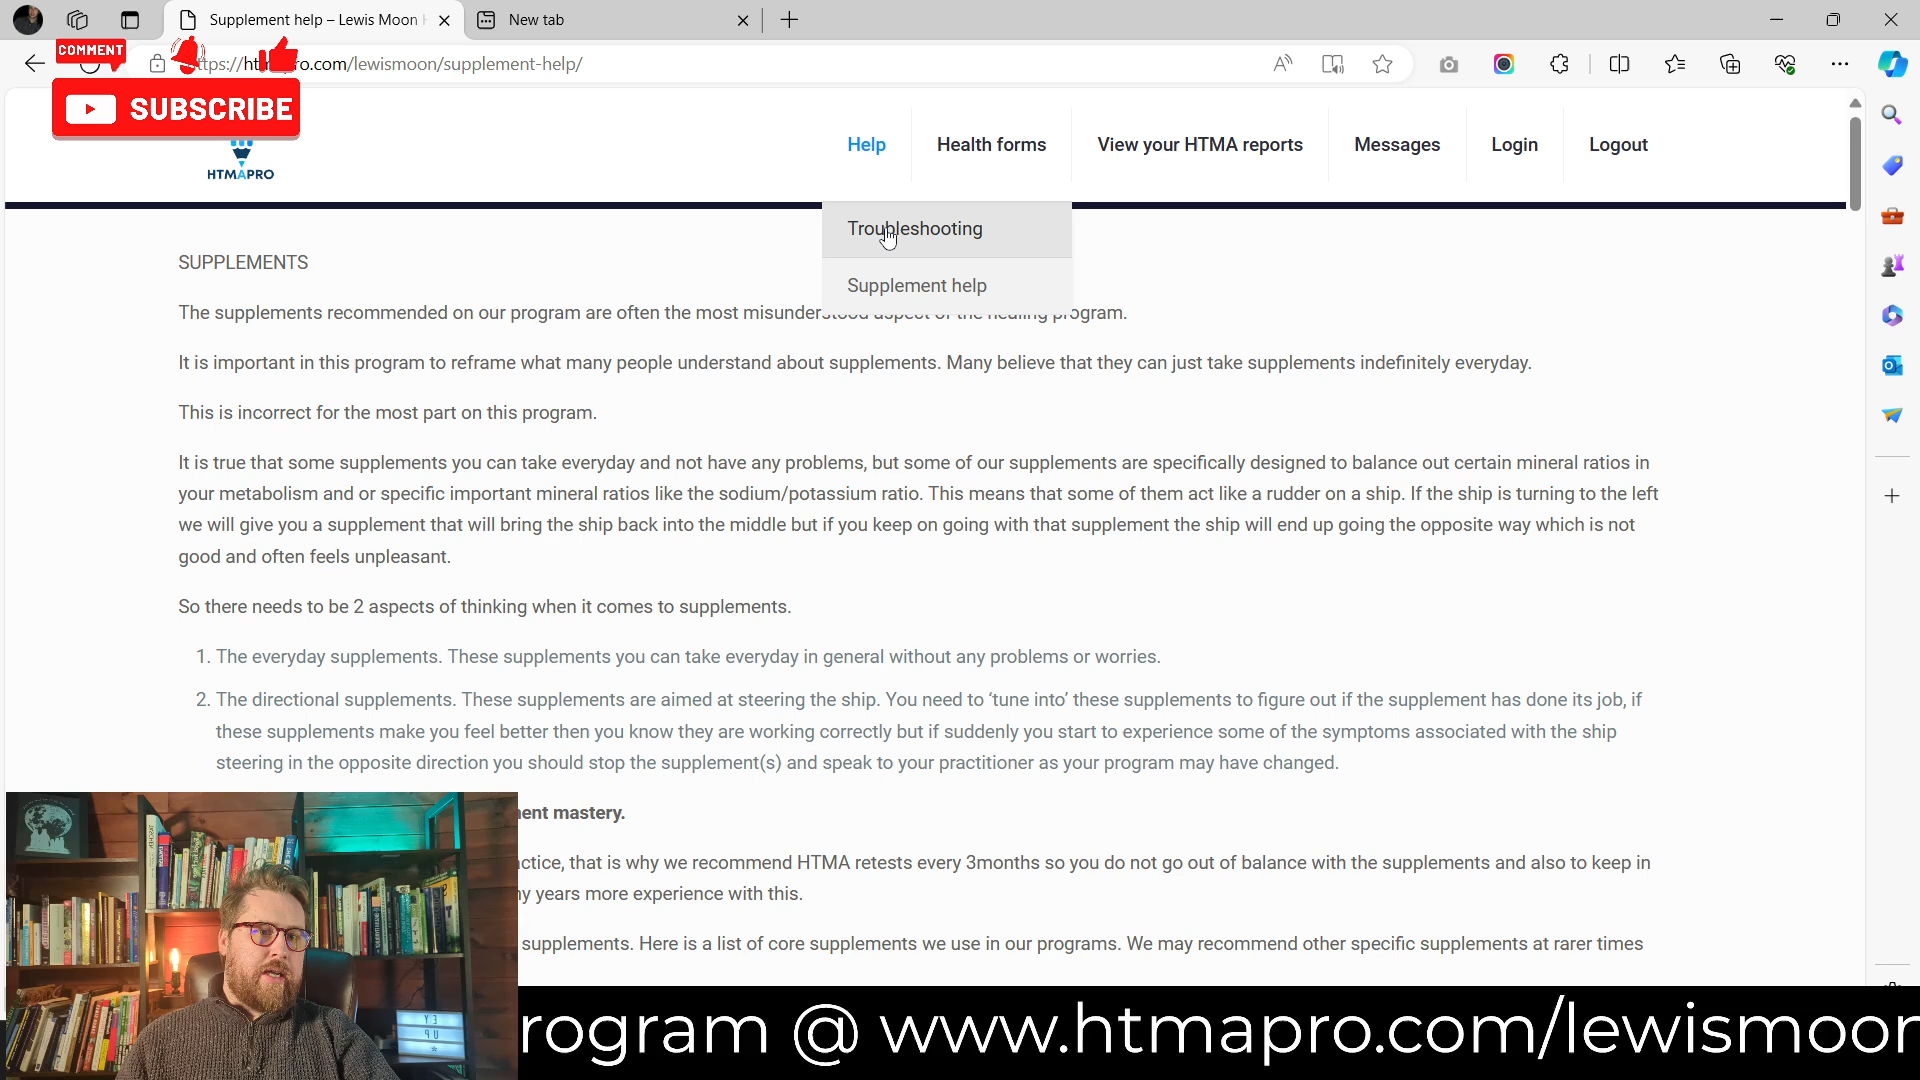 Supplement help – Lewis Moon
New tab
COMMENT
SUBSCRIBE
ro.com/lewismoon/supplement-help/
HTMAPRO
Help
Health forms
View your HTMA reports
Messages
Login
Logout
Troubleshooting
Supplement help
SUPPLEMENTS
The supplements recommended on our program are often the most misunderstood aspect of the healing program.
It is important in this program to reframe what many people understand about supplements. Many believe that they can just take supplements indefinitely everyday.
This is incorrect for the most part on this program.
It is true that some supplements you can take everyday and not have any problems, but some of our supplements are specifically designed to balance out certain mineral ratios in
your metabolism and or specific important mineral ratios like the sodium/potassium ratio. This means that some of them act like a rudder on a ship. If the ship is turning to the left
we will give you a supplement that will bring the ship back into the middle but if you keep on going with that supplement the ship will end up going the opposite way which is not
good and often feels unpleasant.
So there needs to be 2 aspects of thinking when it comes to supplements.
1. The everyday supplements. These supplements you can take everyday in general without any problems or worries.
2. The directional supplements. These supplements are aimed at steering the ship. You need to ‘tune into’ these supplements to figure out if the supplement has done its job, if
these supplements make you feel better then you know they are working correctly but if suddenly you start to experience some of the symptoms associated with the ship
steering in the opposite direction you should stop the supplement(s) and speak to your practitioner as your program may have changed.
ent mastery.
ctice, that is why we recommend HTMA retests every 3months so you do not go out of balance with the supplements and also to keep in
y years more experience with this.
supplements. Here is a list of core supplements we use in our programs. We may recommend other specific supplements at rarer times
rogram @ www.htmapro.com/lewismoon